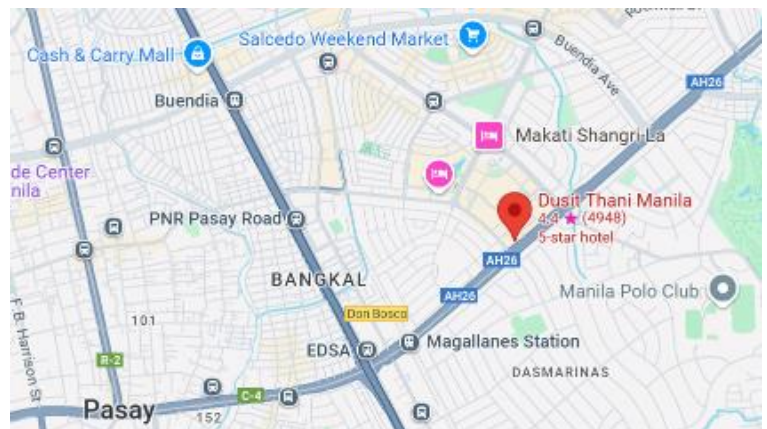 Cash & Carry Mall
Salcedo Weekend Market
Buendia Ave
AH26
Buendia
Makati Shangri-La
de Center
nila
Dusit Thani Manila
4.4 ★ (4948)
5-star hotel
PNR Pasay Road
AH26
BANGKAL
AH26
Manila Polo Club
Don Bosco
101
F.B. Harrison St
EDSA
Magallanes Station
R-2
DASMARINAS
C-4
Pasay
152